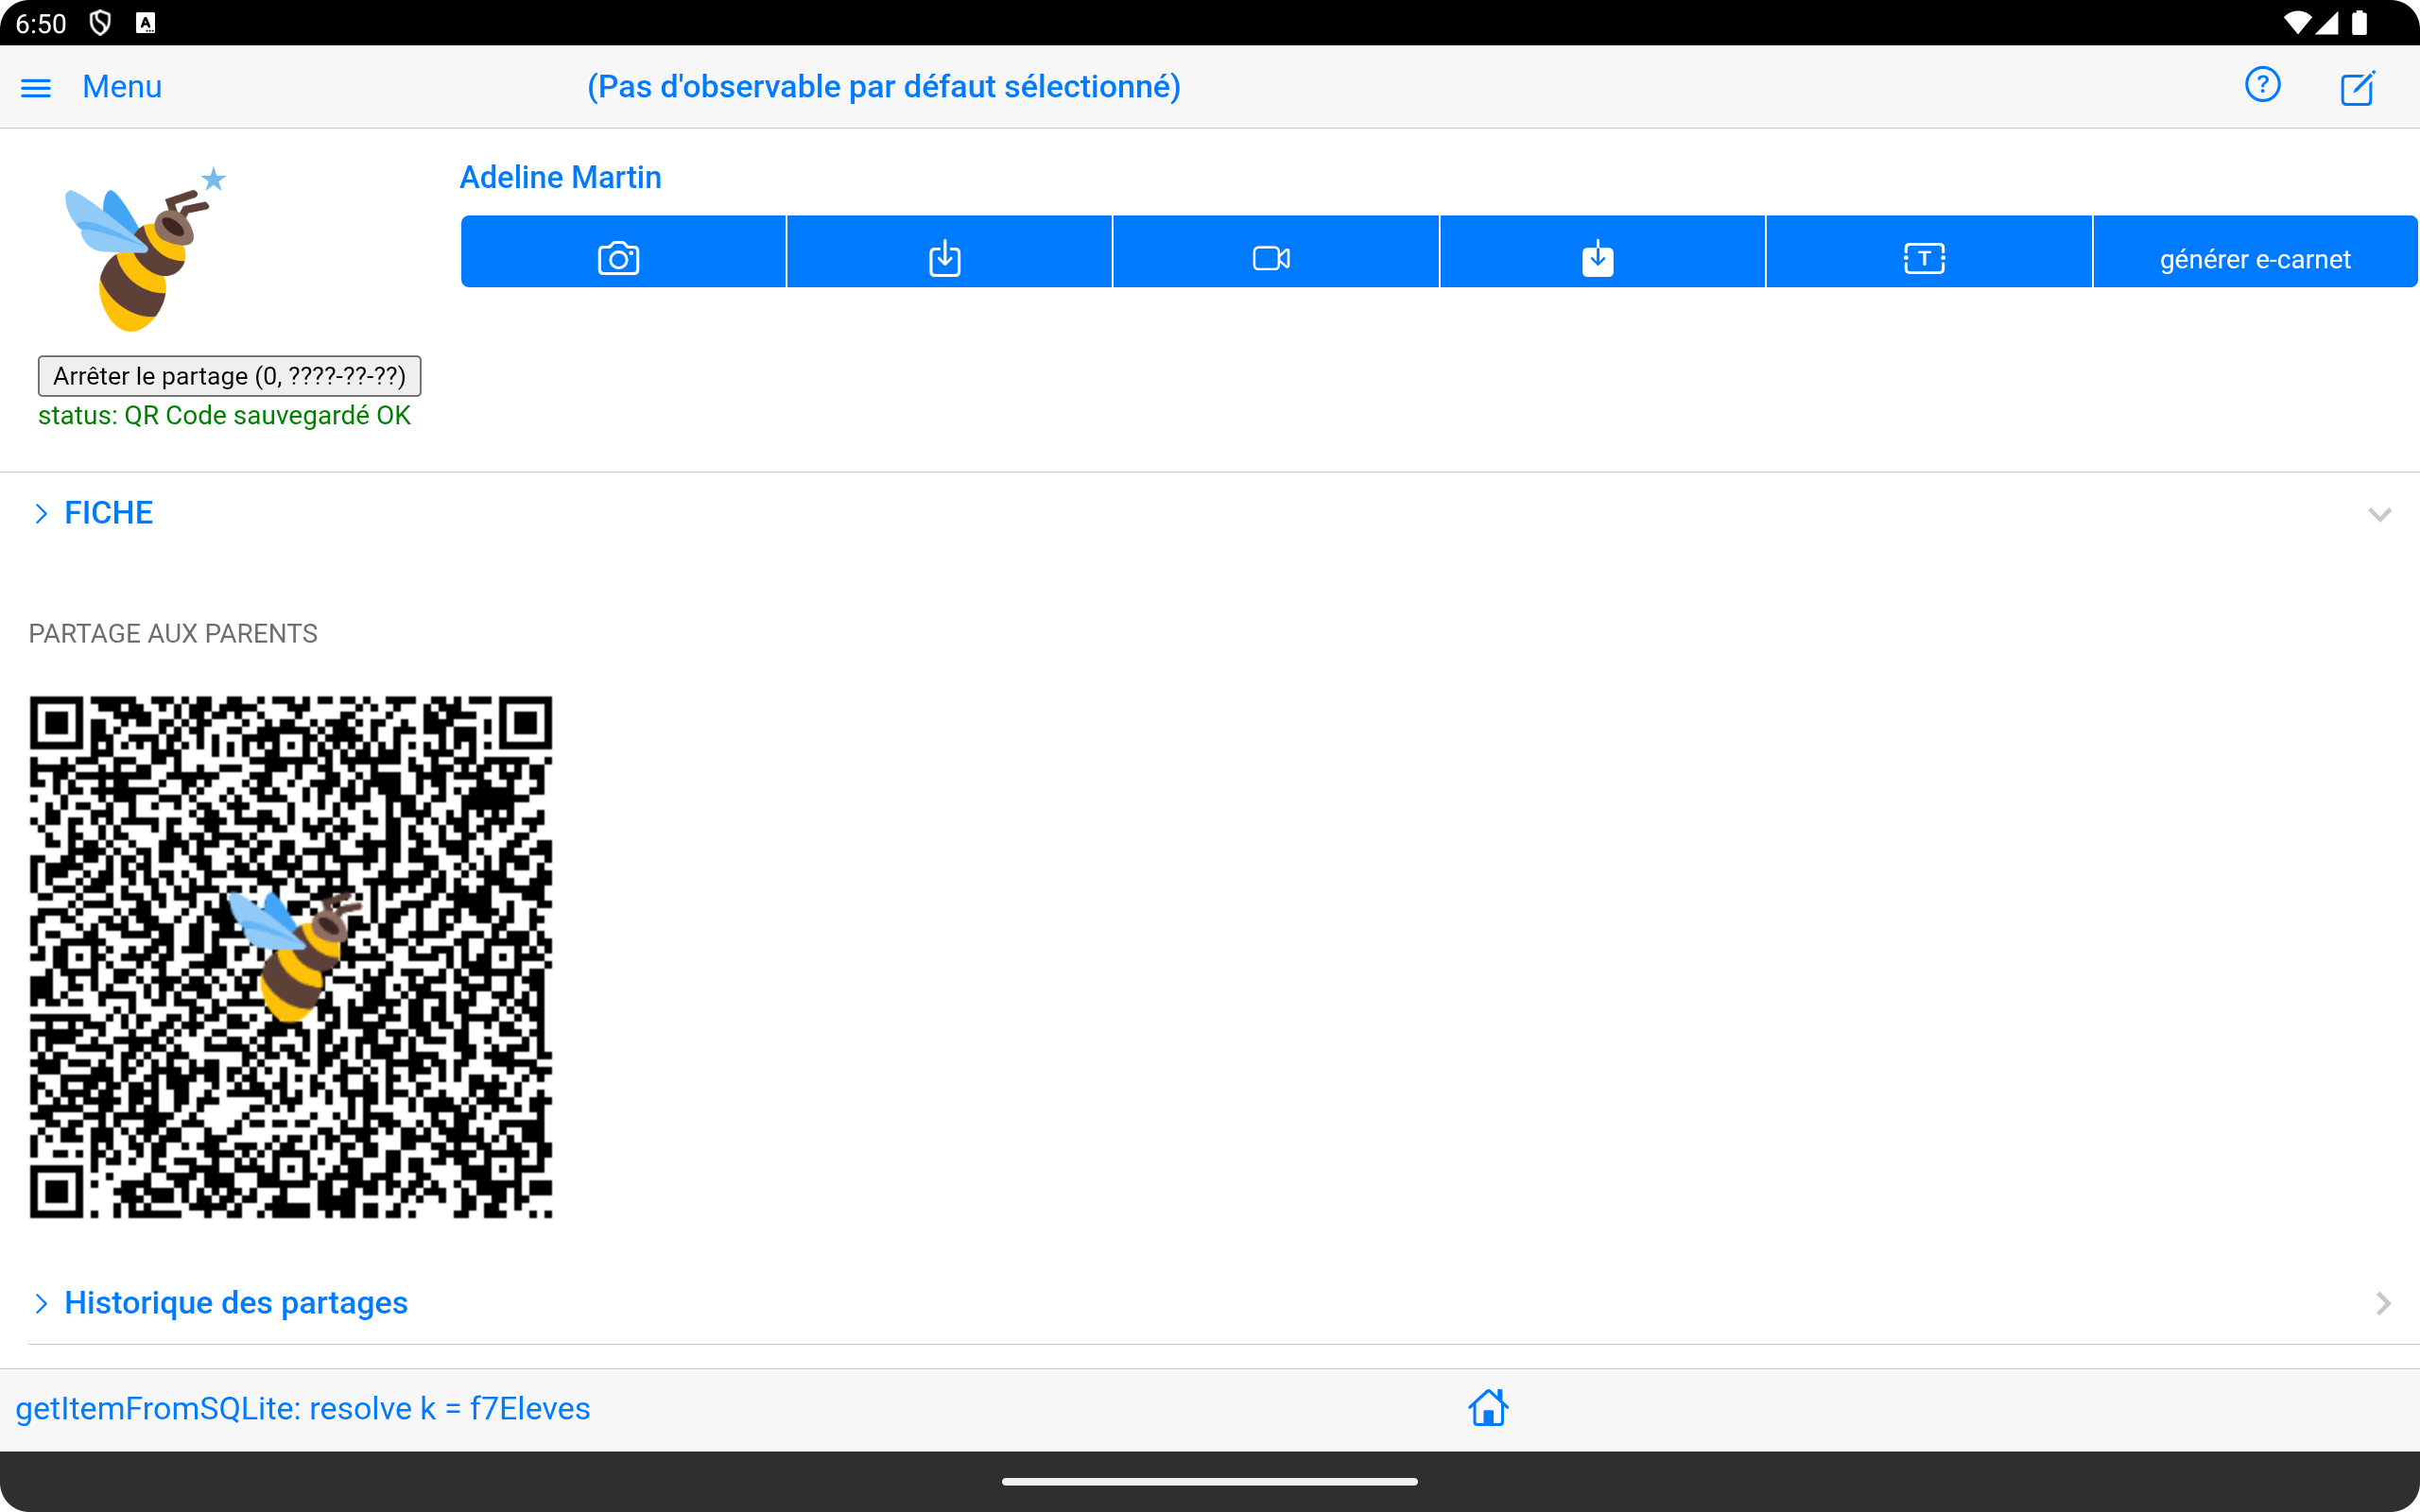 6:50
Menu
(Pas d'observable par défaut sélectionné)
Adeline Martin
générer e-carnet
Arrêter le partage (0, ????-??-??)
status: QR Code sauvegardé OK
FICHE
PARTAGE AUX PARENTS
Historique des partages
getItemFromSQLite: resolve k = f7Eleves